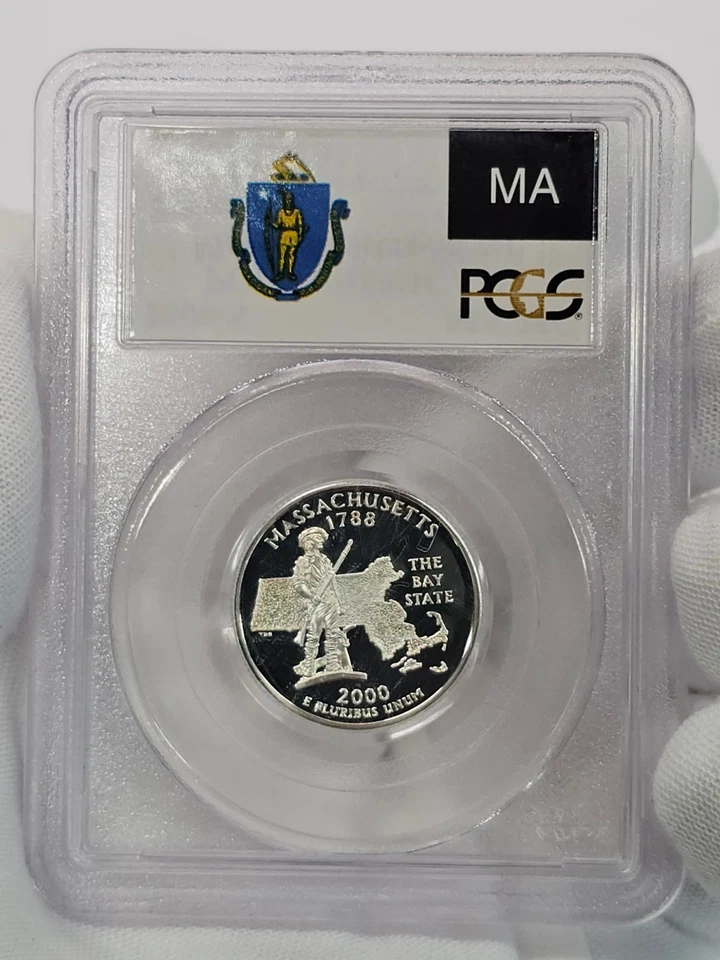 MA
PCGS
MASSACHUSETTS
1788
THE
BAY
STATE
2000
E PLURIBUS UNUM